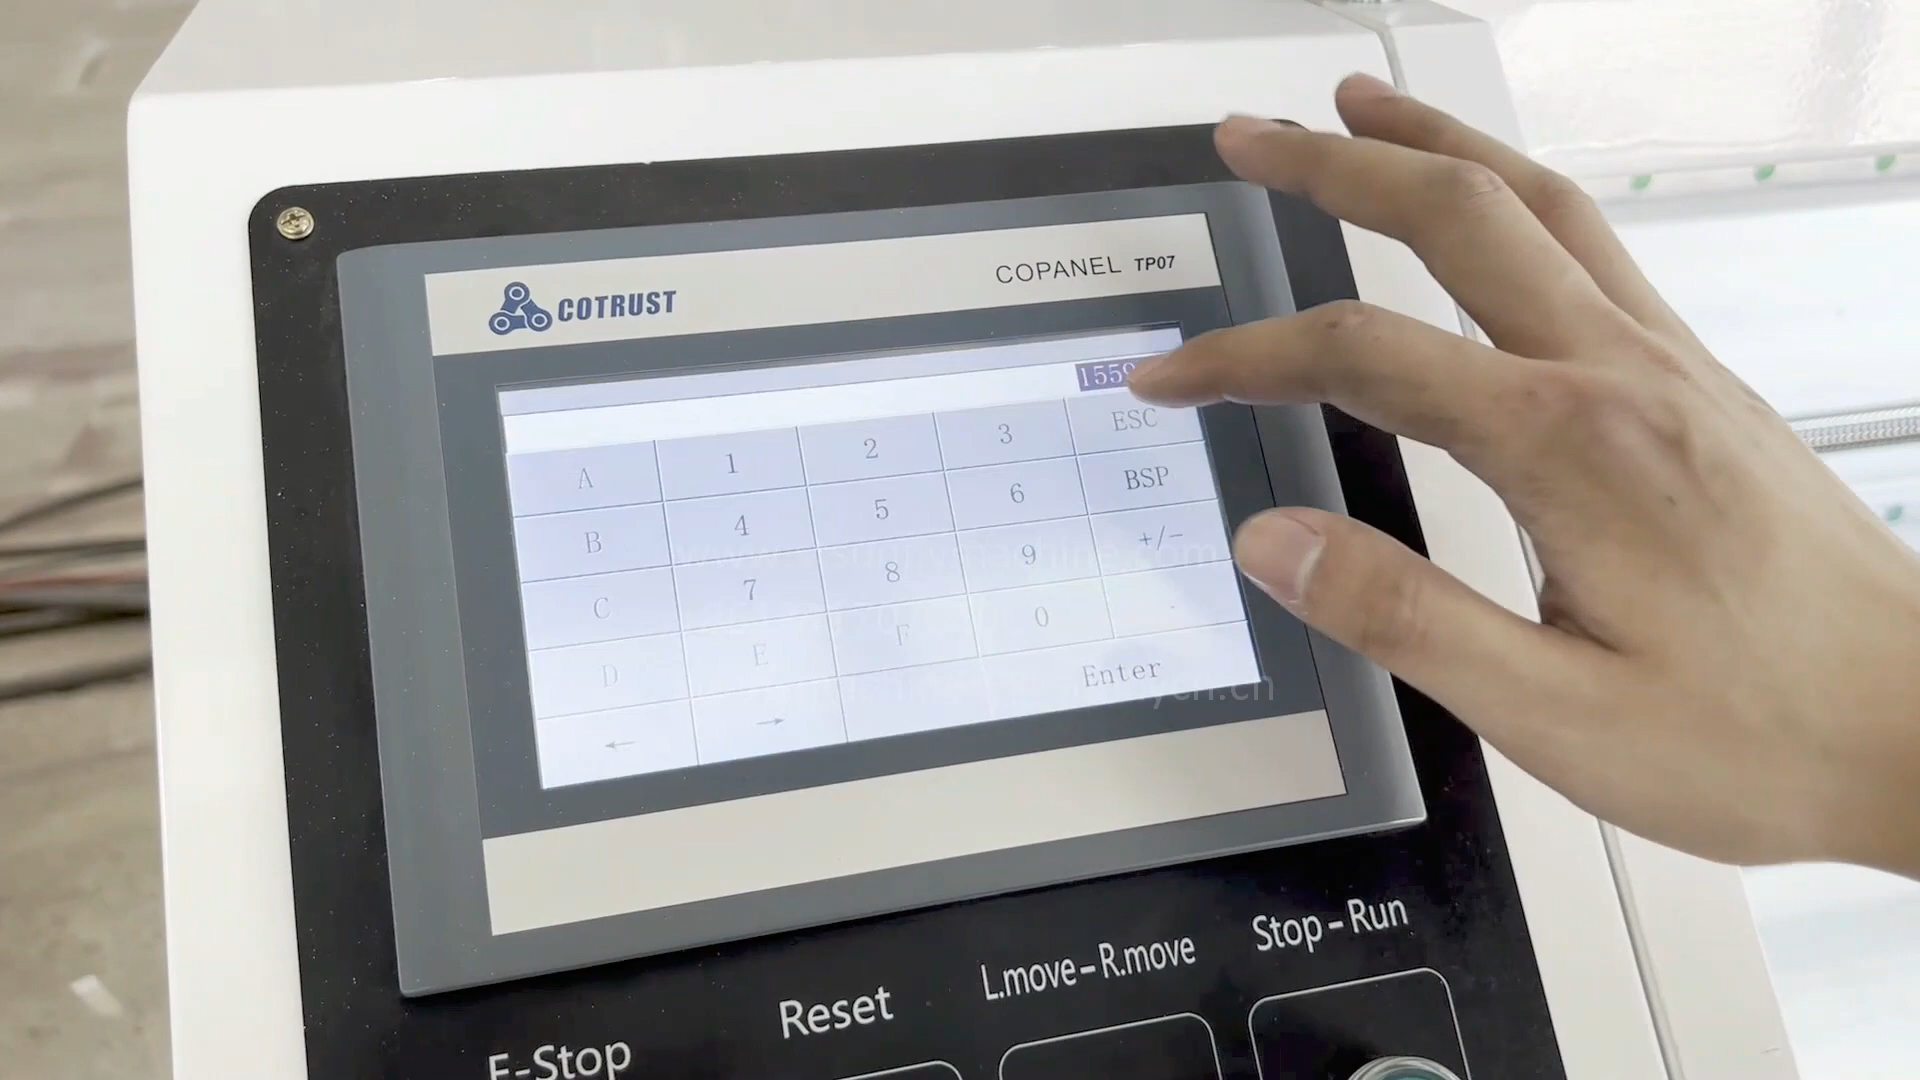 COTRUST
COPANEL TP07
A 1 2 3 ESC
B 4 5 6 BSP
C 7 8 9 +/-
D E F 0 .
← → Enter
E-Stop
Reset
L.move-R.move
Stop-Run